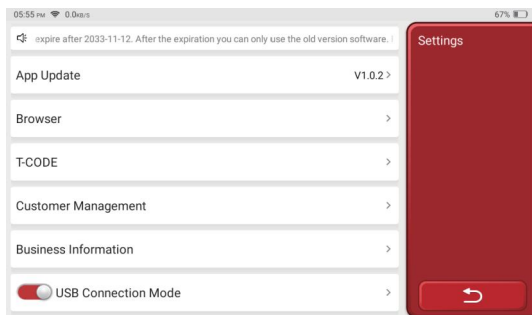 05:55 PM 0.0KB/S 67%
expire after 2033-11-12. After the expiration you can only use the old version software.
Settings
App Update V1.0.2 >
Browser >
T-CODE >
Customer Management >
Business Information >
USB Connection Mode >